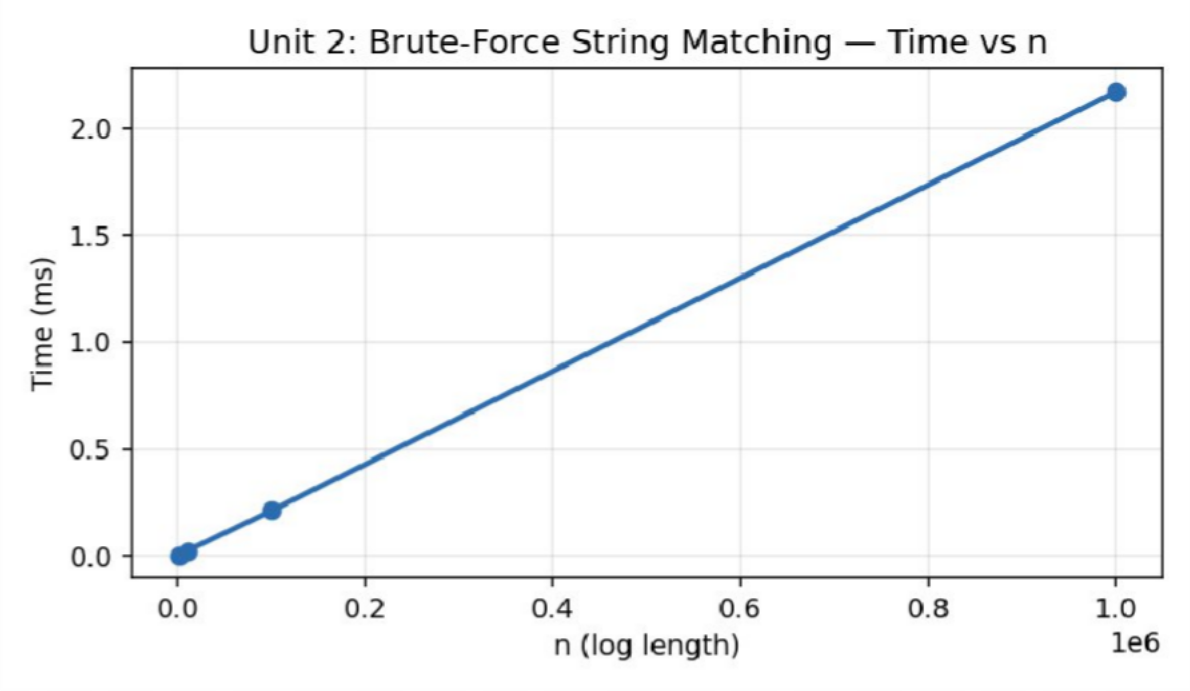 Unit 2: Brute-Force String Matching — Time vs n
2.0
1.5
1.0
0.5
0.0
Time (ms)
0.0 0.2 0.4 0.6 0.8 1.0
1e6
n (log length)